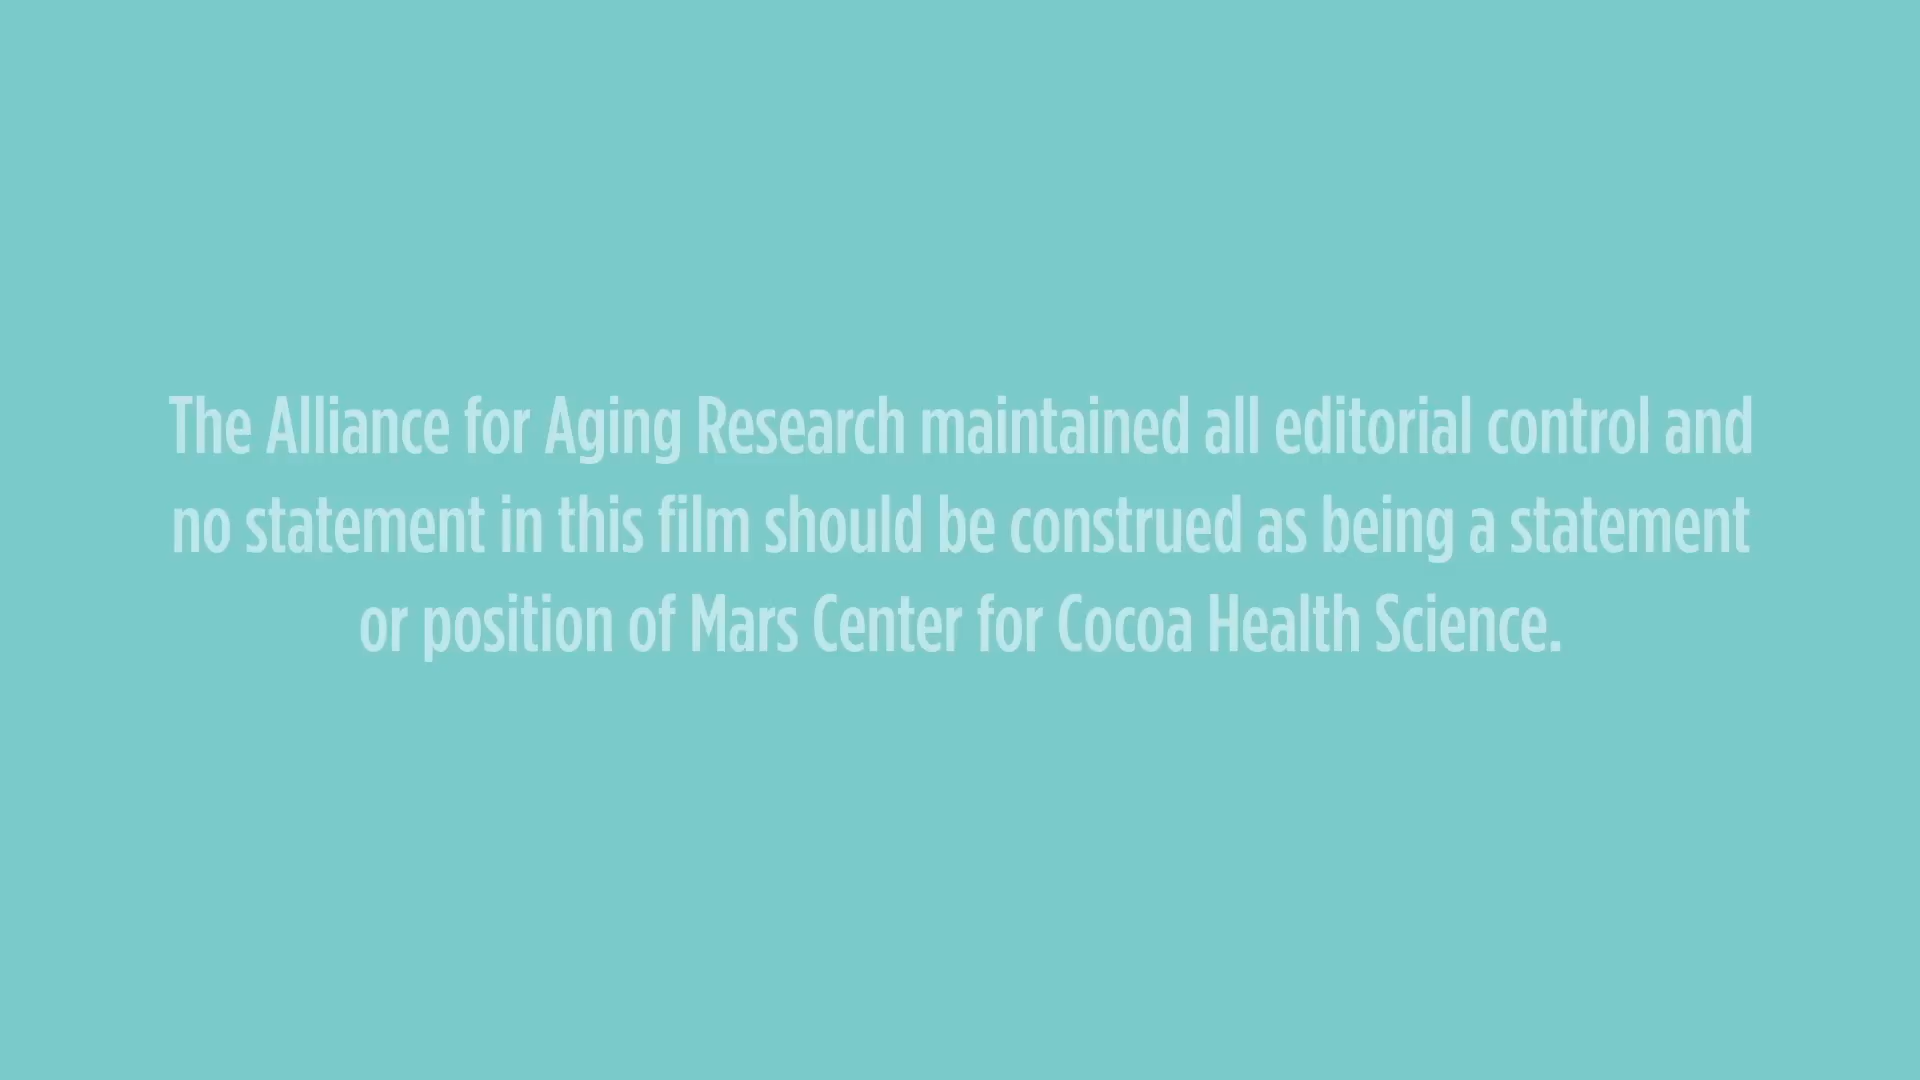 The Alliance for Aging Research maintained all editorial control and
no statement in this film should be construed as being a statement
or position of Mars Center for Cocoa Health Science.